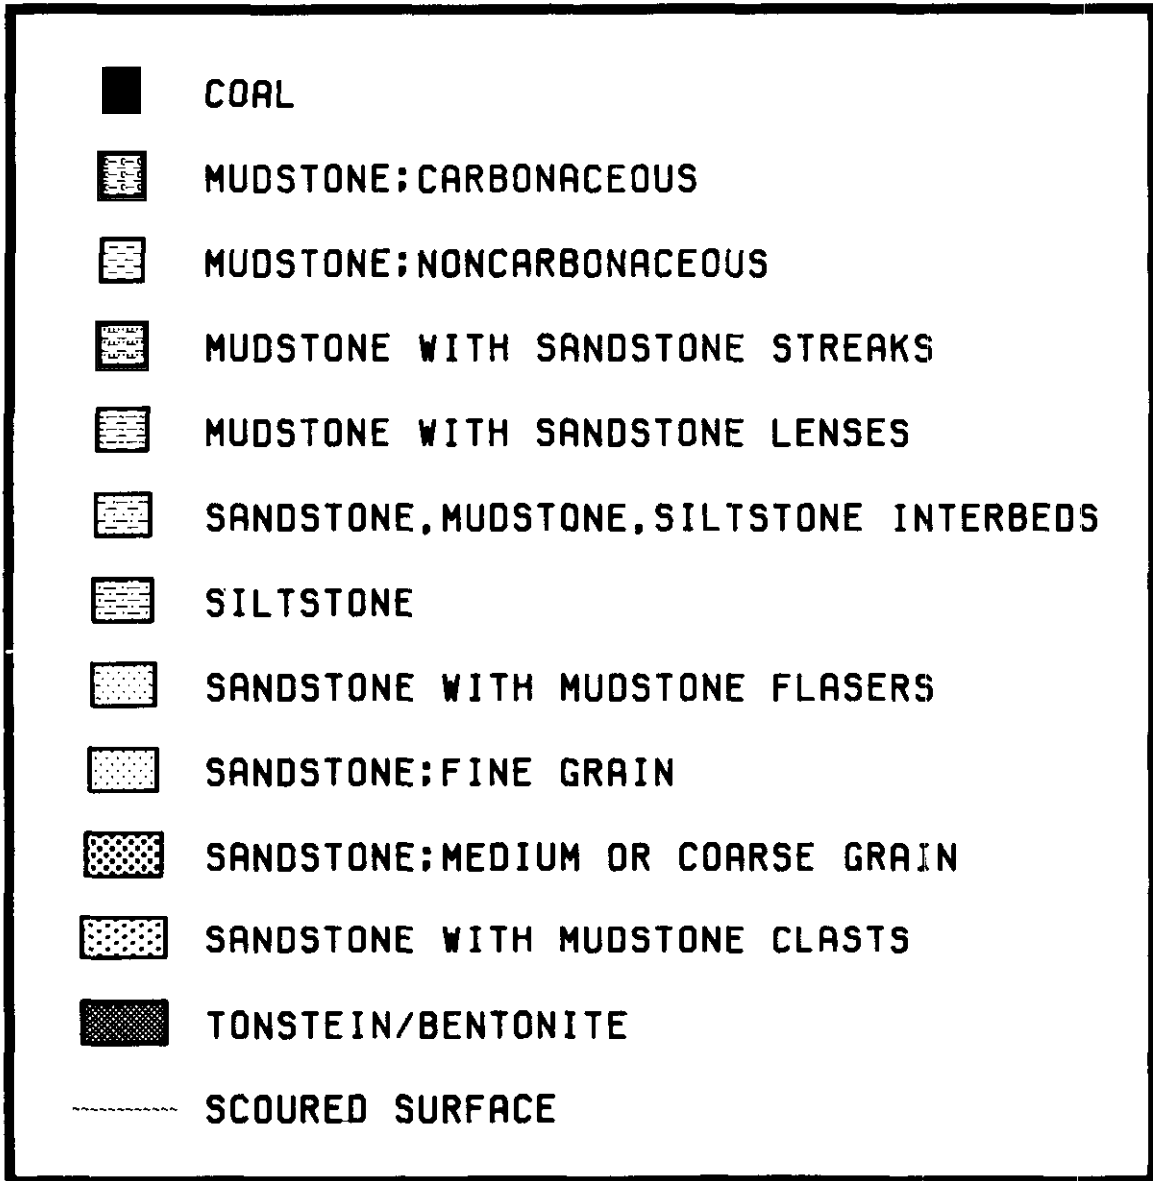 COAL
MUDSTONE;CARBONACEOUS
MUDSTONE;NONCARBONACEOUS
MUDSTONE WITH SANDSTONE STREAKS
MUDSTONE WITH SANDSTONE LENSES
SANDSTONE,MUDSTONE,SILTSTONE INTERBEDS
SILTSTONE
SANDSTONE WITH MUDSTONE FLASERS
SANDSTONE;FINE GRAIN
SANDSTONE;MEDIUM OR COARSE GRAIN
SANDSTONE WITH MUDSTONE CLASTS
TONSTEIN/BENTONITE
SCOURED SURFACE